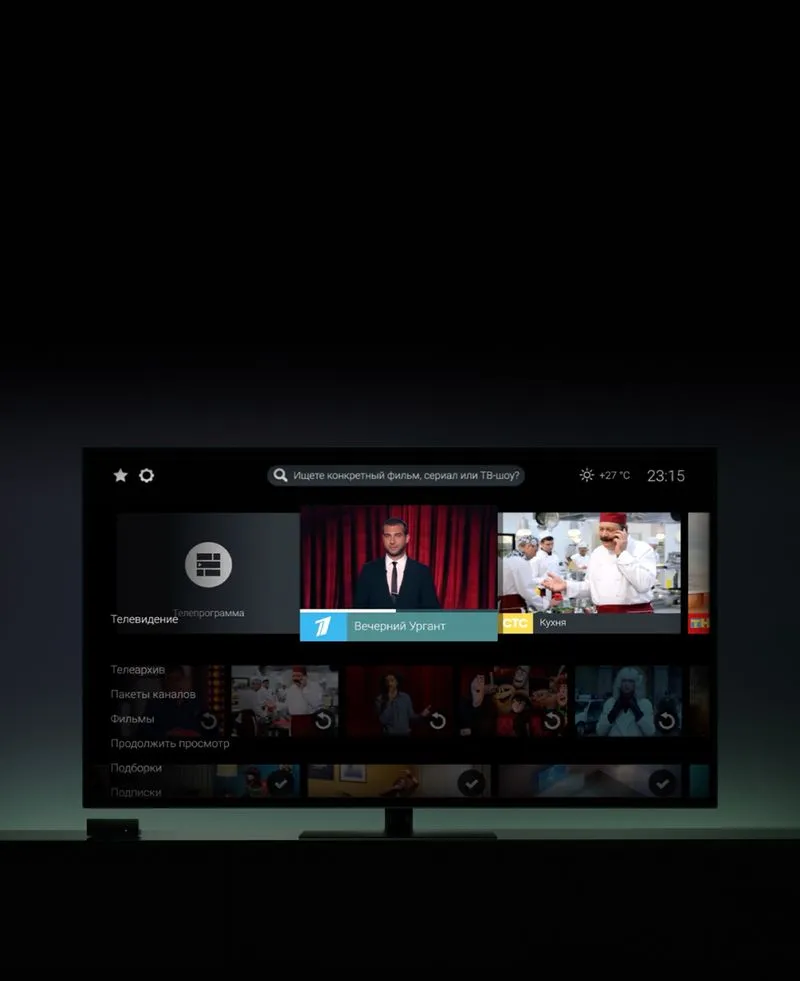 Ищете конкретный фильм, сериал или ТВ-шоу?
+27 °C
23:15
Телепрограмма
Телевидение
1
Вечерний Ургант
СТС
Кухня
ТН
Телеархив
Пакеты каналов
Фильмы
Продолжить просмотр
Подборки
Подписки